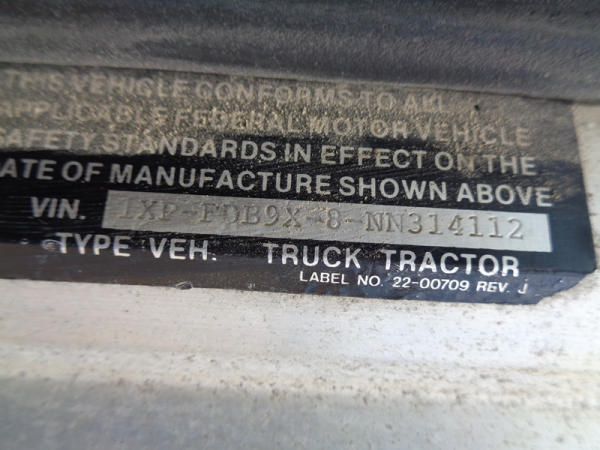 THIS VEHICLE CONFORMS TO ALL
APPLICABLE FEDERAL MOTOR VEHICLE
SAFETY STANDARDS IN EFFECT ON THE
DATE OF MANUFACTURE SHOWN ABOVE
VIN. 1XP-FDB9X-8-NN314112
TYPE VEH. TRUCK TRACTOR
LABEL NO. 22-00709 REV. J